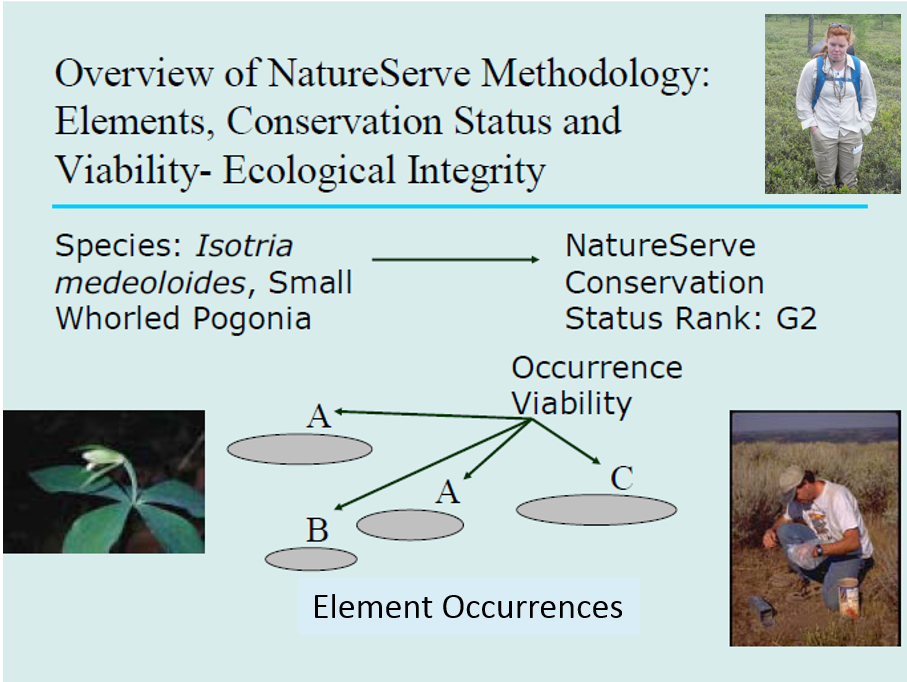 Overview of NatureServe Methodology:
Elements, Conservation Status and
Viability- Ecological Integrity
Species: Isotria
medeoloides, Small
Whorled Pogonia
NatureServe
Conservation
Status Rank: G2
Occurrence
Viability
A
B
A
C
Element Occurrences